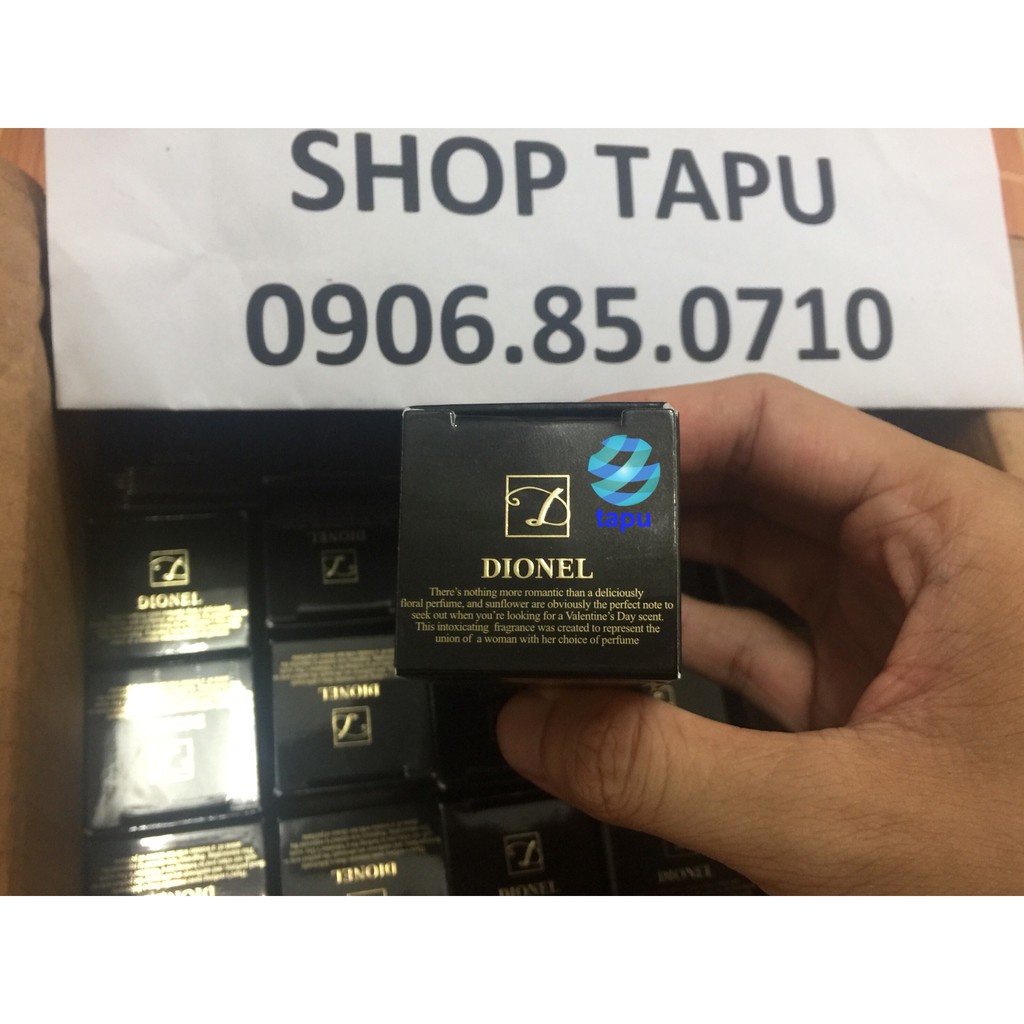 SHOP TAPU
0906.85.0710
tapu
DIONEL
There's nothing more romantic than a deliciously
floral perfume, and sunflower are obviously the perfect note to
seek out when you're looking for a Valentine's Day scent.
This intoxicating fragrance was created to represent the
union of a woman with her choice of perfume
DIONEL
DIONEL
DIONEL
DIONEL
DIONEL